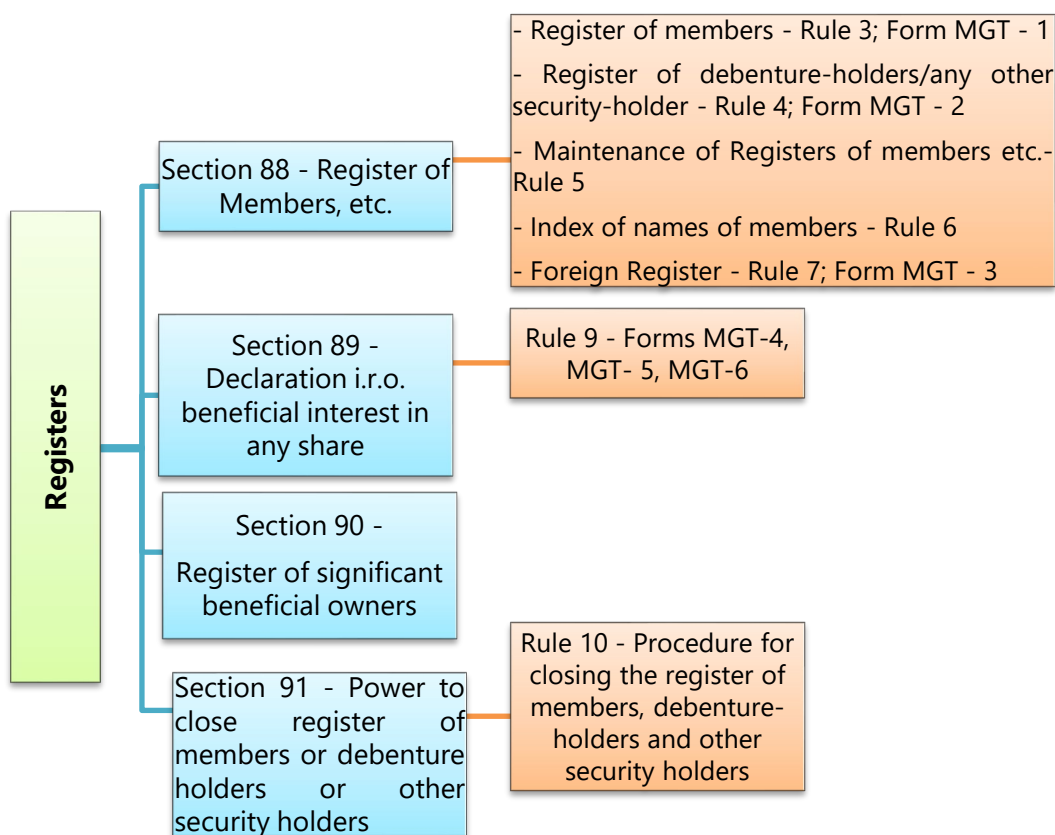 Registers
Section 88 - Register of
Members, etc.
- Register of members - Rule 3; Form MGT - 1
- Register of debenture-holders/any other
security-holder - Rule 4; Form MGT - 2
- Maintenance of Registers of members etc.-
Rule 5
- Index of names of members - Rule 6
- Foreign Register - Rule 7; Form MGT - 3
Section 89 -
Declaration i.r.o.
beneficial interest in
any share
Rule 9 - Forms MGT-4,
MGT- 5, MGT-6
Section 90 -
Register of significant
beneficial owners
Section 91 - Power to
close register of
members or debenture
holders or other
security holders
Rule 10 - Procedure for
closing the register of
members, debenture-
holders and other
security holders